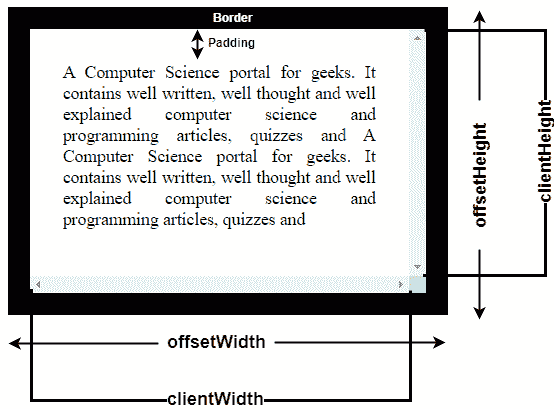 Border
Padding
A Computer Science portal for geeks. It
contains well written, well thought and well
explained computer science and
programming articles, quizzes and A
Computer Science portal for geeks. It
contains well written, well thought and well
explained computer science and
programming articles, quizzes and
offsetHeight
clientHeight
offsetWidth
clientWidth